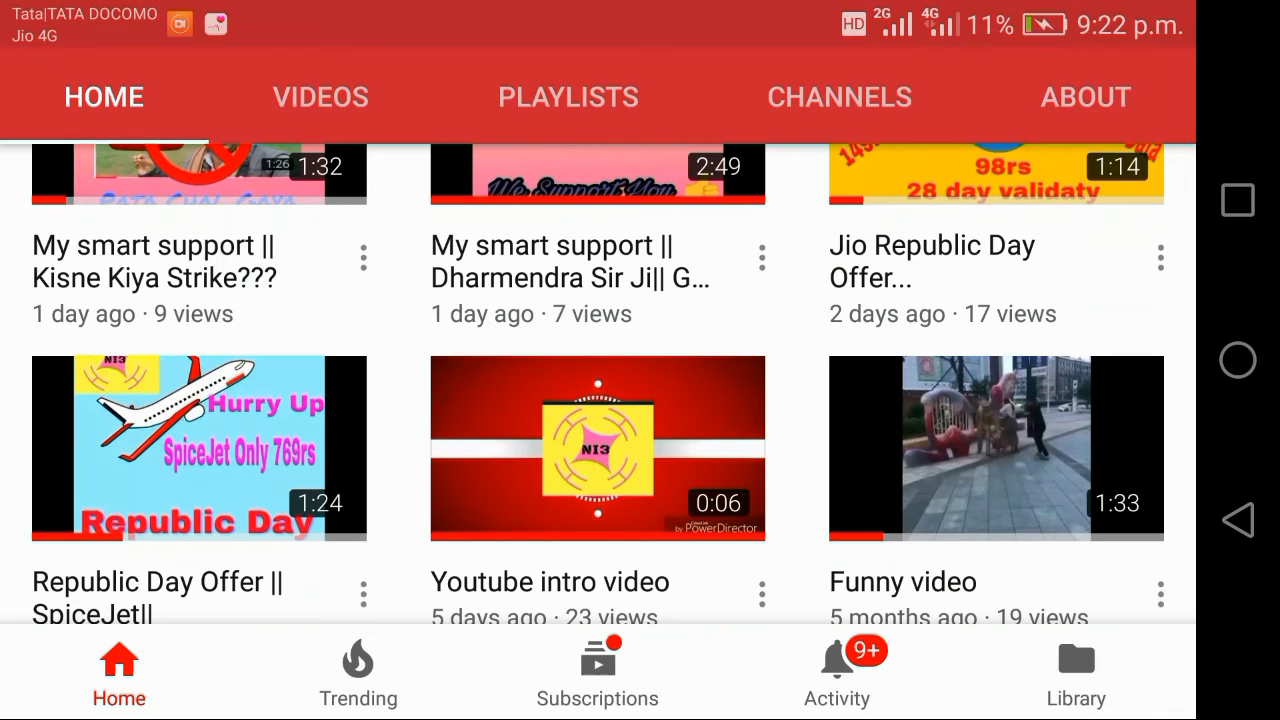 Tata|TATA DOCOMO
Jio 4G
HD 2G 4G 11% 9:22 p.m.
HOME VIDEOS PLAYLISTS CHANNELS ABOUT
1:26 1:32
2:49
98rs
1:14
We Support You
28 day validaty
My smart support ||
Kisne Kiya Strike???
1 day ago · 9 views
My smart support ||
Dharmendra Sir Ji|| G...
1 day ago · 7 views
Jio Republic Day
Offer...
2 days ago · 17 views
NI3
Hurry Up
SpiceJet Only 769rs
1:24
Republic Day
NI3
0:06
by CyberLink PowerDirector
1:33
Republic Day Offer ||
SpiceJet||
Youtube intro video
5 days ago · 23 views
Funny video
5 months ago · 19 views
Home Trending Subscriptions Activity 9+ Library